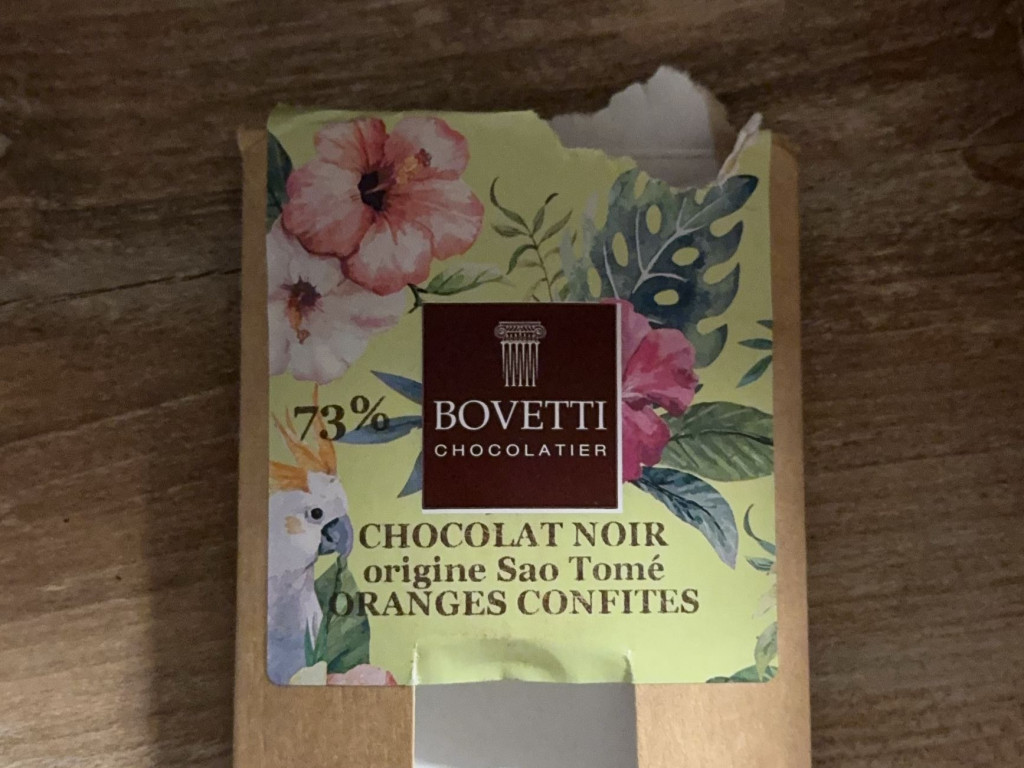 BOVETTI
CHOCOLATIER
73%
CHOCOLAT NOIR
origine Sao Tomé
ORANGES CONFITES